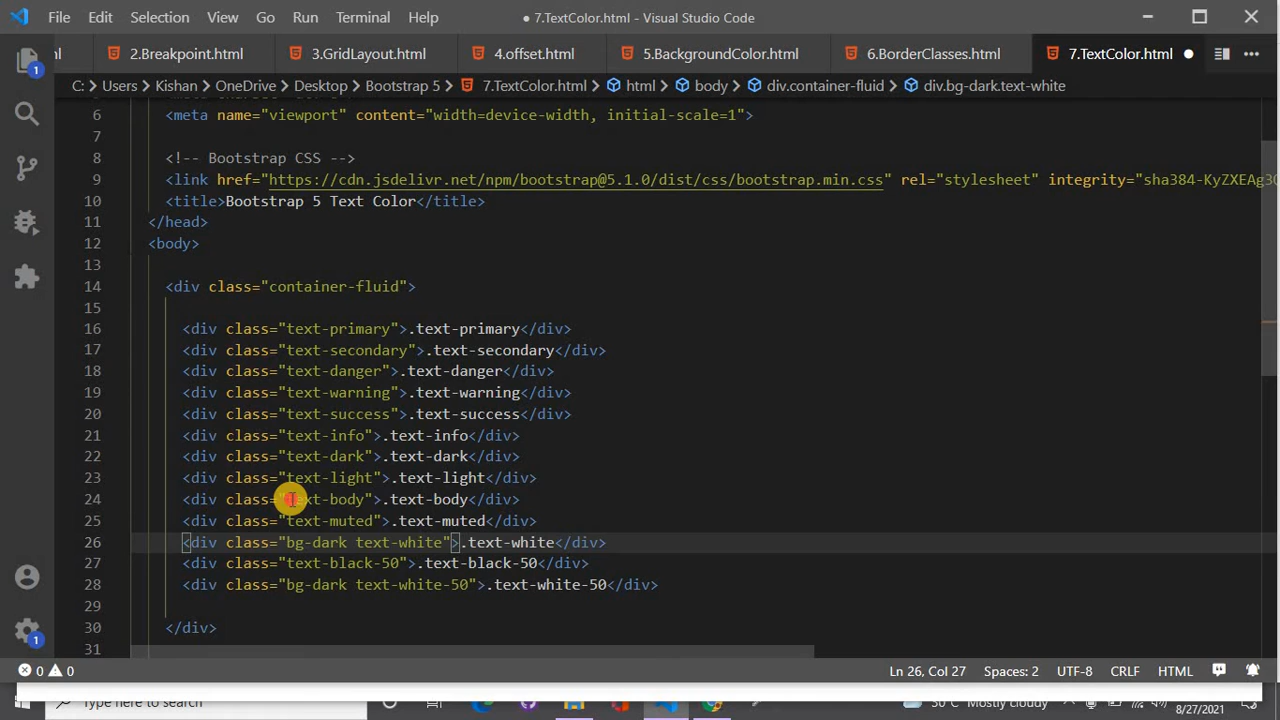 File Edit Selection View Go Run Terminal Help ● 7.TextColor.html - Visual Studio Code
2.Breakpoint.html 3.GridLayout.html 4.offset.html 5.BackgroundColor.html 6.BorderClasses.html 7.TextColor.html ●
C: > Users > Kishan > OneDrive > Desktop > Bootstrap 5 > 7.TextColor.html > html > body > div.container-fluid > div.bg-dark.text-white
6 <meta name="viewport" content="width=device-width, initial-scale=1">
7
8 <!-- Bootstrap CSS -->
9 <link href="https://cdn.jsdelivr.net/npm/bootstrap@5.1.0/dist/css/bootstrap.min.css" rel="stylesheet" integrity="sha384-KyZXEAg3Q
10 <title>Bootstrap 5 Text Color</title>
11 </head>
12 <body>
13
14 <div class="container-fluid">
15
16 <div class="text-primary">.text-primary</div>
17 <div class="text-secondary">.text-secondary</div>
18 <div class="text-danger">.text-danger</div>
19 <div class="text-warning">.text-warning</div>
20 <div class="text-success">.text-success</div>
21 <div class="text-info">.text-info</div>
22 <div class="text-dark">.text-dark</div>
23 <div class="text-light">.text-light</div>
24 <div class="text-body">.text-body</div>
25 <div class="text-muted">.text-muted</div>
26 <div class="bg-dark text-white">.text-white</div>
27 <div class="text-black-50">.text-black-50</div>
28 <div class="bg-dark text-white-50">.text-white-50</div>
29
30 </div>
31
1
1
0 0 Ln 26, Col 27 Spaces: 2 UTF-8 CRLF HTML
Type here to search 30°C Mostly cloudy 8/27/2021